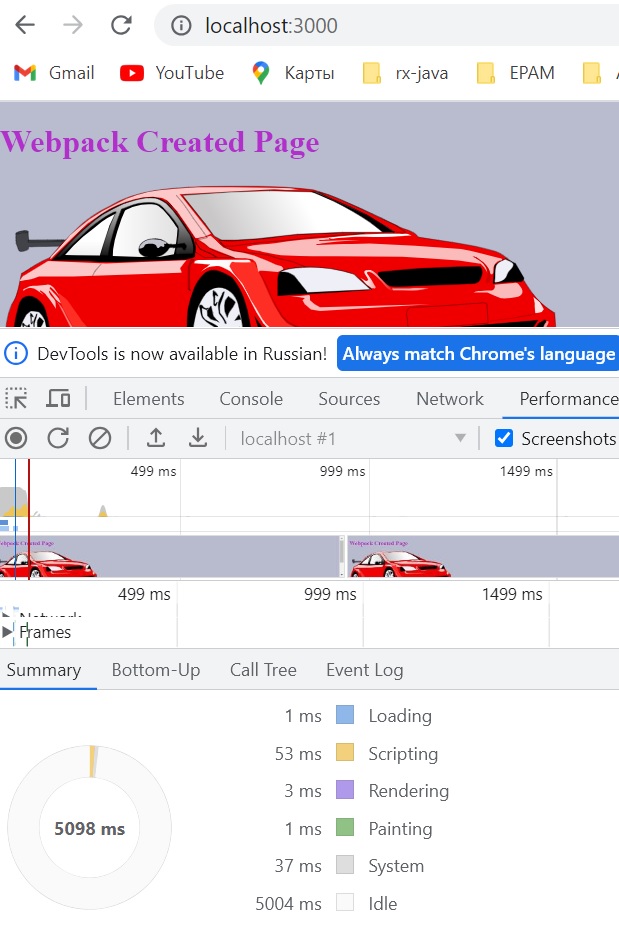 localhost:3000
Gmail YouTube Карты rx-java EPAM
Webpack Created Page
DevTools is now available in Russian! Always match Chrome's language
Elements Console Sources Network Performance
localhost #1 Screenshots
499 ms 999 ms 1499 ms
Webpack Created Page Webpack Created Page
499 ms 999 ms 1499 ms
Network
Frames
Summary Bottom-Up Call Tree Event Log
1 ms Loading
53 ms Scripting
3 ms Rendering
1 ms Painting
37 ms System
5004 ms Idle
5098 ms